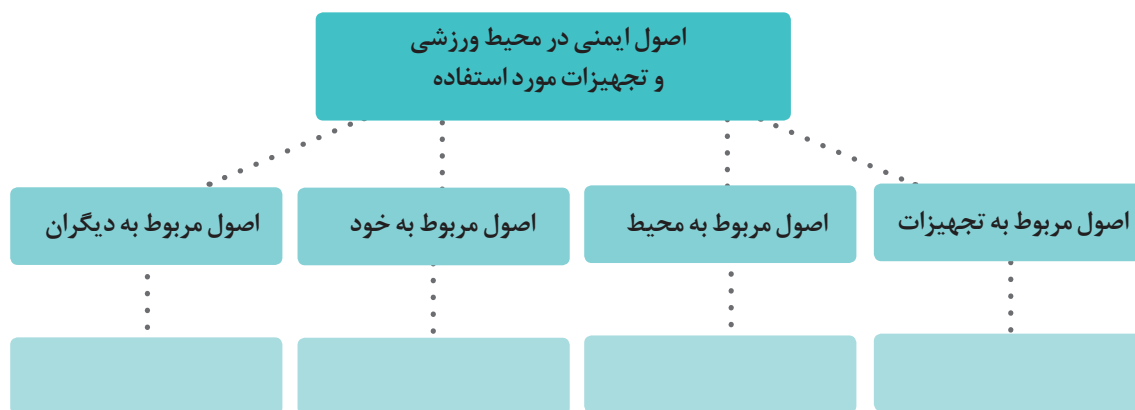 اصول ایمنی در محیط ورزشی
و تجهیزات مورد استفاده
اصول مربوط به تجهیزات
اصول مربوط به محیط
اصول مربوط به خود
اصول مربوط به دیگران